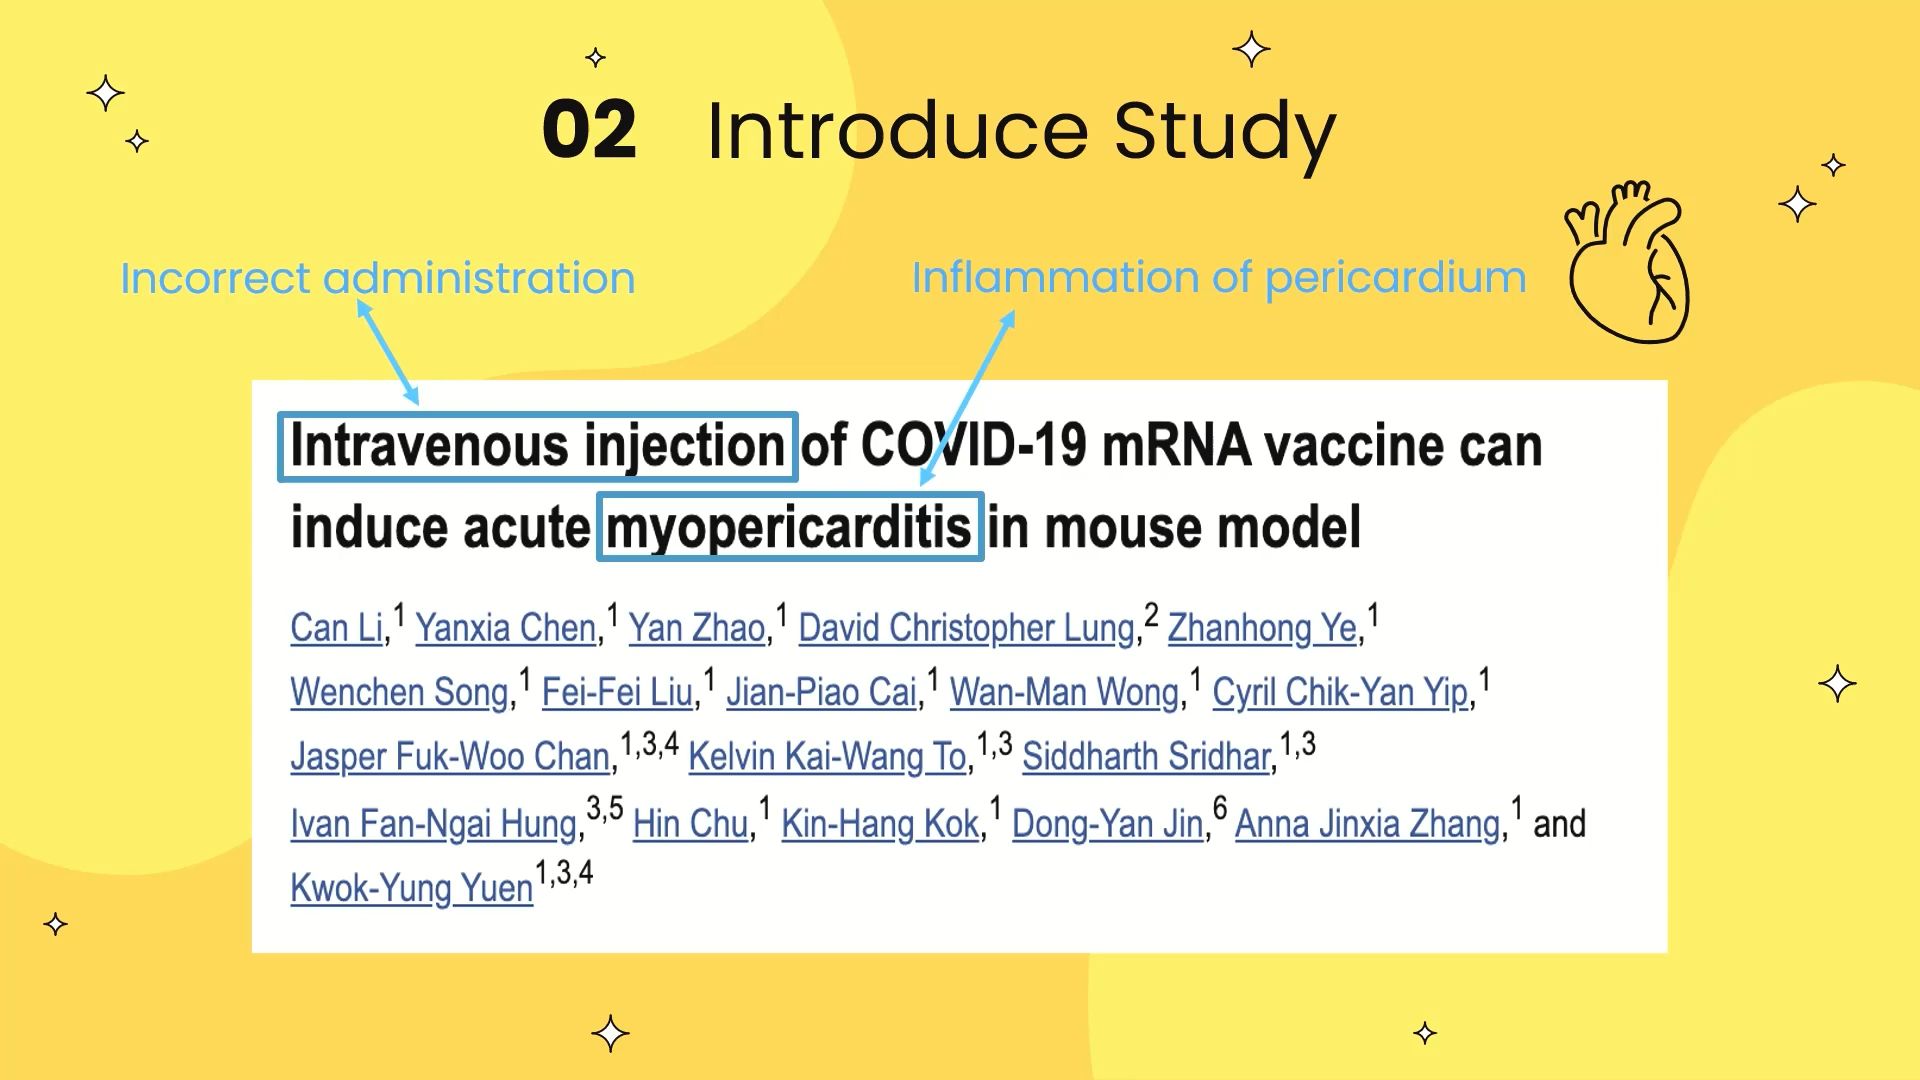 02 Introduce Study
Incorrect administration
Inflammation of pericardium
Intravenous injection of COVID-19 mRNA vaccine can
induce acute myopericarditis in mouse model
Can Li,1 Yanxia Chen,1 Yan Zhao,1 David Christopher Lung,2 Zhanhong Ye,1
Wenchen Song,1 Fei-Fei Liu,1 Jian-Piao Cai,1 Wan-Man Wong,1 Cyril Chik-Yan Yip,1
Jasper Fuk-Woo Chan,1,3,4 Kelvin Kai-Wang To,1,3 Siddharth Sridhar,1,3
Ivan Fan-Ngai Hung,3,5 Hin Chu,1 Kin-Hang Kok,1 Dong-Yan Jin,6 Anna Jinxia Zhang,1 and
Kwok-Yung Yuen1,3,4